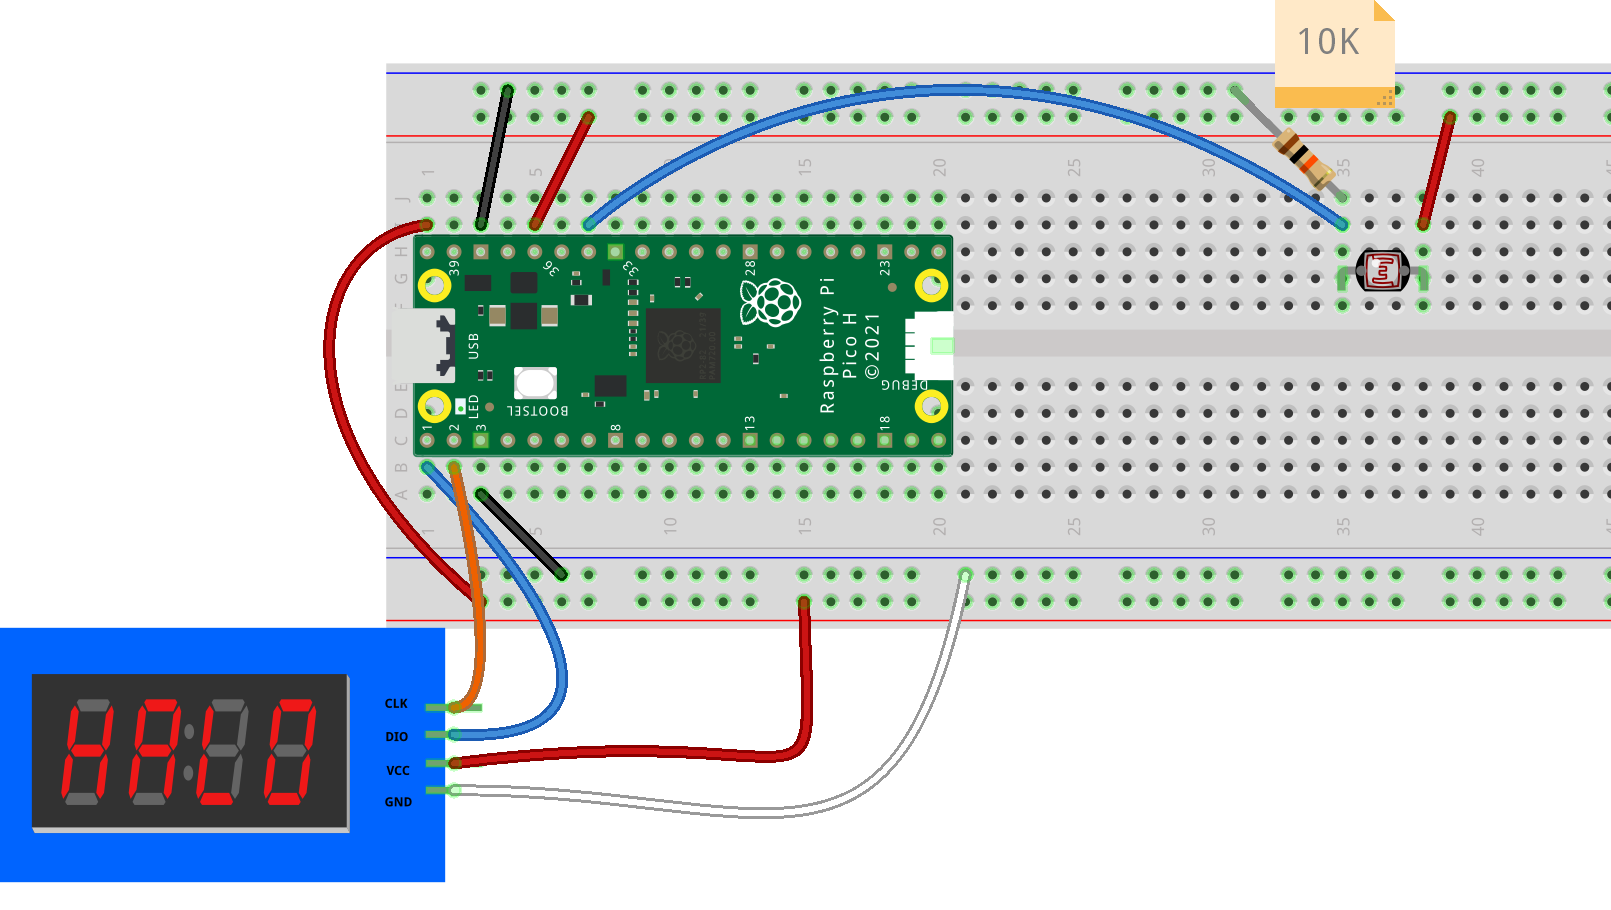 10K
1
5
15
20
25
30
35
40
J
H
G
F
E
D
C
B
A
39
36
33
28
23
USB
LED
BOOTSEL
Raspberry Pi
Pico H
©2021
DEBUG
1
2
3
8
13
18
1
5
10
15
20
25
30
35
40
CLK
DIO
VCC
GND